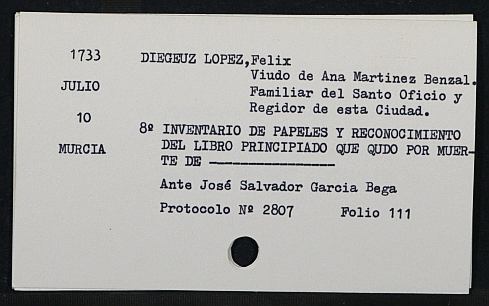 1733 DIEGEUZ LOPEZ,Felix
Viudo de Ana Martinez Benzal.
JULIO Familiar del Santo Oficio y
Regidor de esta Ciudad.
10
8º INVENTARIO DE PAPELES Y RECONOCIMIENTO
MURCIA DEL LIBRO PRINCIPIADO QUE QUDO POR MUER-
TE DE ----------------
Ante José Salvador Garcia Bega
Protocolo Nº 2807 Folio 111